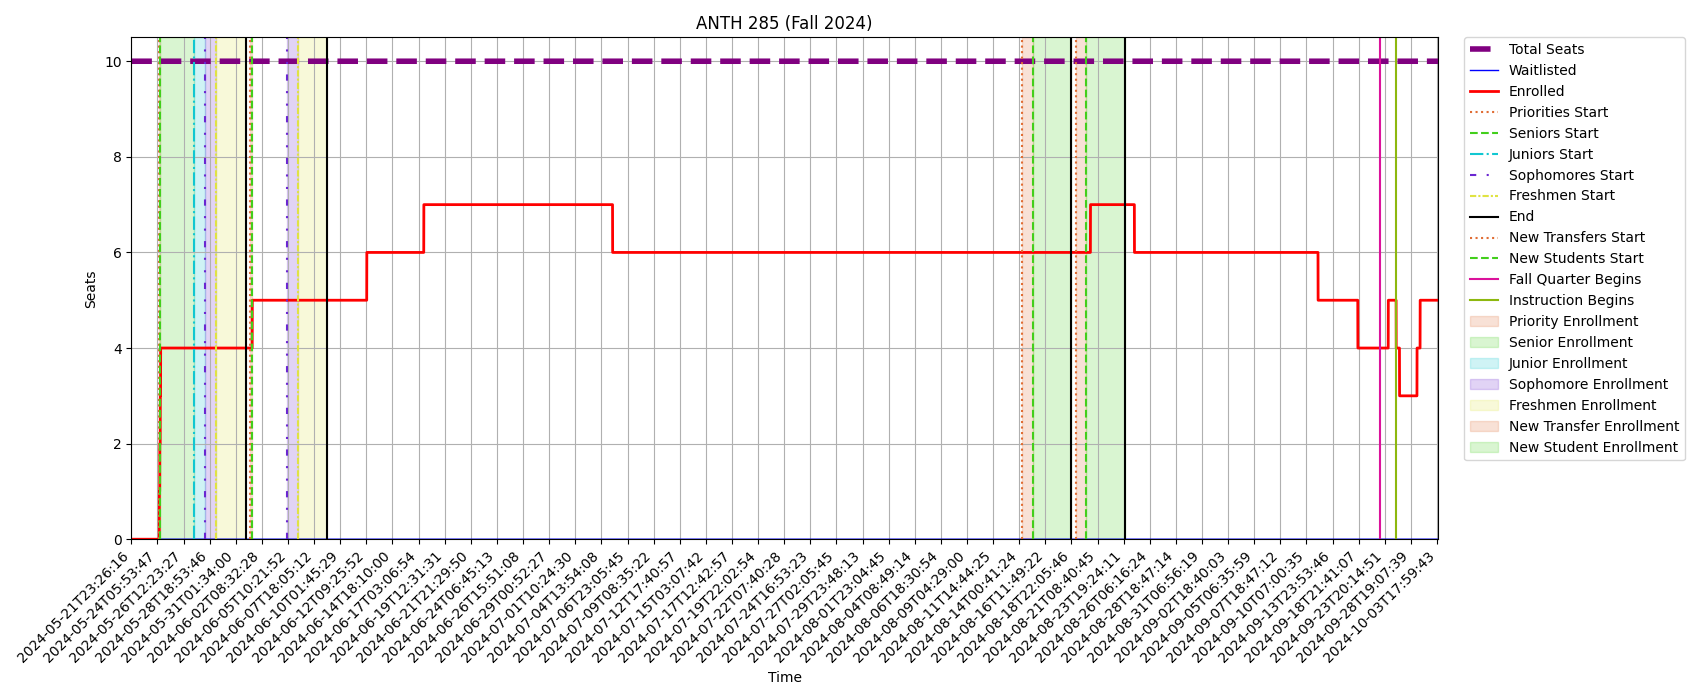 ANTH 285 (Fall 2024)
10
8
6
4
2
0
Seats
2024-05-21T23:26:16
2024-05-24T05:53:47
2024-05-26T12:23:27
2024-05-28T18:53:46
2024-05-31T01:34:00
2024-06-02T08:32:28
2024-06-05T10:21:52
2024-06-07T18:05:12
2024-06-10T01:45:29
2024-06-12T09:25:52
2024-06-14T18:10:00
2024-06-17T03:06:54
2024-06-19T12:31:31
2024-06-21T21:29:50
2024-06-24T06:45:13
2024-06-26T15:51:08
2024-06-29T00:52:27
2024-07-01T10:24:30
2024-07-04T13:54:08
2024-07-06T23:05:45
2024-07-09T08:35:22
2024-07-12T17:40:57
2024-07-15T03:07:42
2024-07-17T12:42:57
2024-07-19T22:02:54
2024-07-22T07:40:28
2024-07-24T16:53:23
2024-07-27T02:05:45
2024-07-29T23:48:13
2024-08-01T23:04:45
2024-08-04T08:49:14
2024-08-06T18:30:54
2024-08-09T04:29:00
2024-08-11T14:44:25
2024-08-14T00:41:24
2024-08-16T11:49:22
2024-08-18T22:05:46
2024-08-21T08:40:45
2024-08-23T19:24:11
2024-08-26T06:16:24
2024-08-28T18:47:14
2024-08-31T06:56:19
2024-09-02T18:40:03
2024-09-05T06:35:59
2024-09-07T18:47:12
2024-09-10T07:00:35
2024-09-13T23:53:46
2024-09-18T21:41:07
2024-09-23T20:14:51
2024-09-28T19:07:39
2024-10-03T17:59:43
Time
Total Seats
Waitlisted
Enrolled
Priorities Start
Seniors Start
Juniors Start
Sophomores Start
Freshmen Start
End
New Transfers Start
New Students Start
Fall Quarter Begins
Instruction Begins
Priority Enrollment
Senior Enrollment
Junior Enrollment
Sophomore Enrollment
Freshmen Enrollment
New Transfer Enrollment
New Student Enrollment